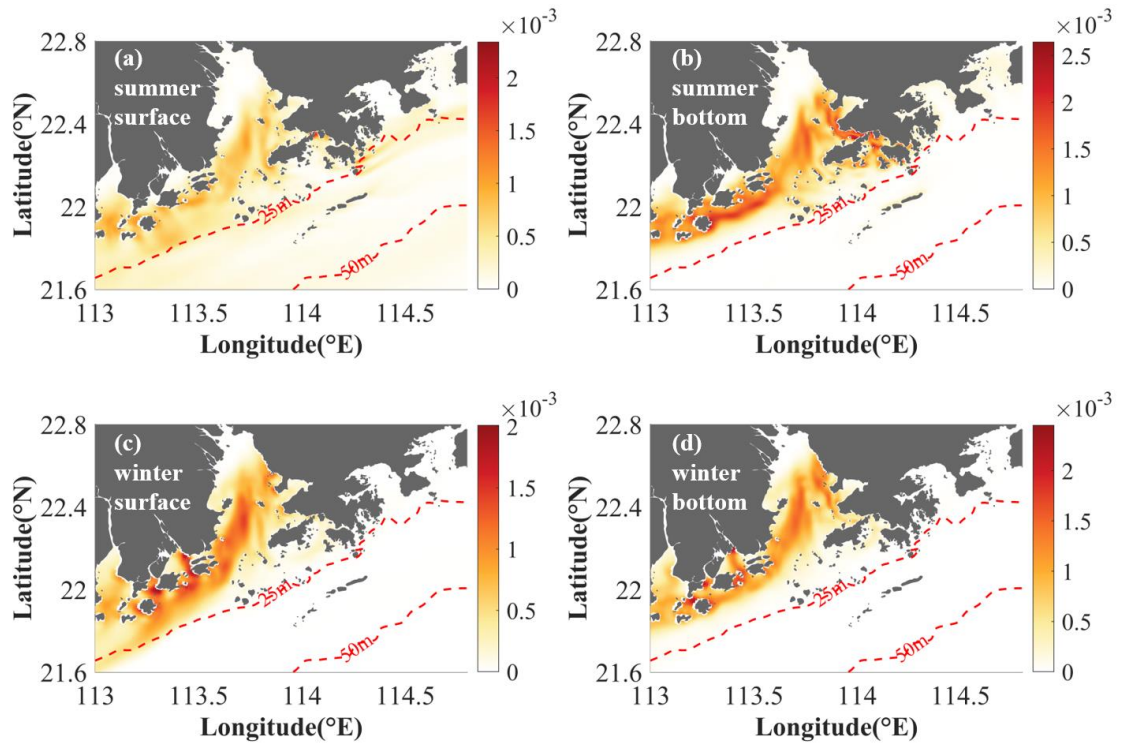 ×10⁻³
22.8
(a)
summer
surface
22.4
22
21.6
Latitude(°N)
25m
50m
2
1.5
1
0.5
0
113
113.5
114
114.5
Longitude(°E)
×10⁻³
22.8
(b)
summer
bottom
22.4
22
21.6
Latitude(°N)
25m
50m
2.5
2
1.5
1
0.5
0
113
113.5
114
114.5
Longitude(°E)
×10⁻³
22.8
(c)
winter
surface
22.4
22
21.6
Latitude(°N)
25m
50m
2
1.5
1
0.5
0
113
113.5
114
114.5
Longitude(°E)
×10⁻³
22.8
(d)
winter
bottom
22.4
22
21.6
Latitude(°N)
25m
50m
2
1.5
1
0.5
0
113
113.5
114
114.5
Longitude(°E)